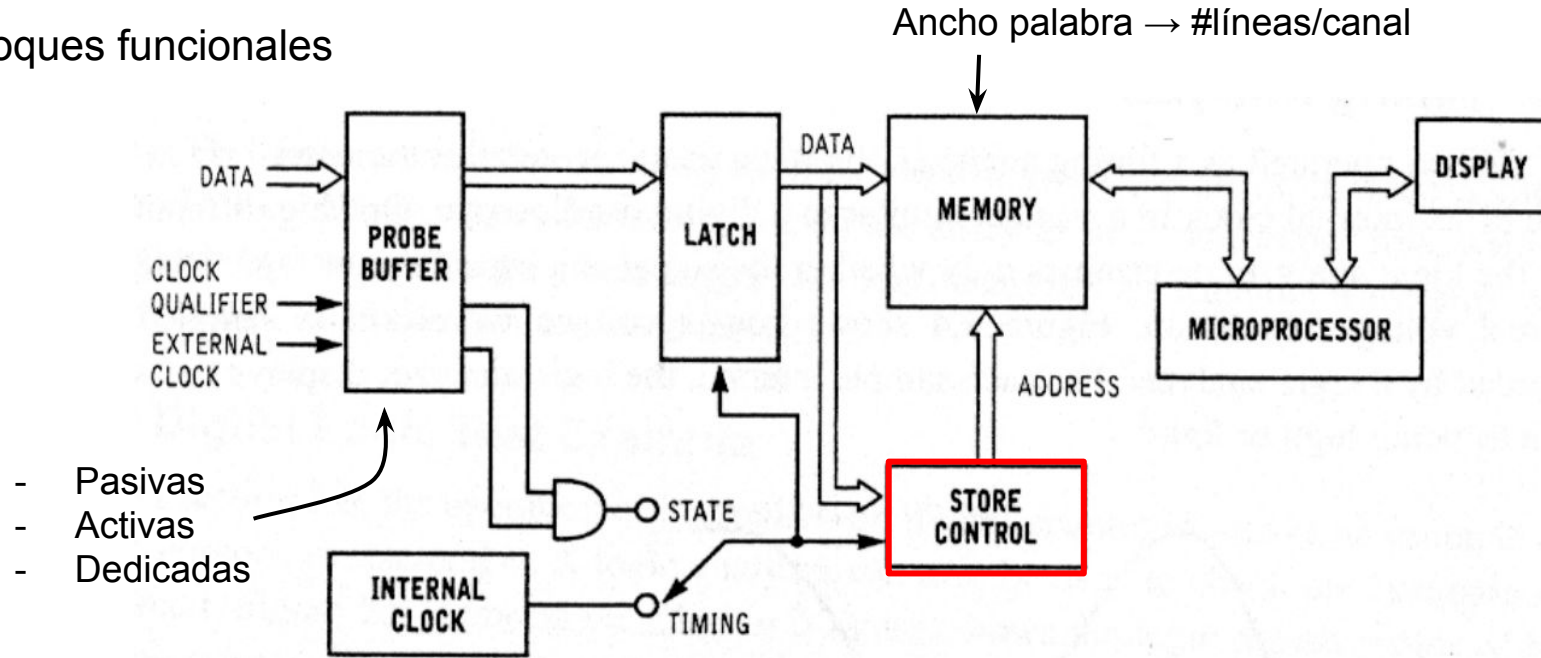 Ancho palabra → #líneas/canal
oques funcionales
DATA
CLOCK
QUALIFIER
EXTERNAL
CLOCK
PROBE
BUFFER
LATCH
DATA
MEMORY
DISPLAY
MICROPROCESSOR
ADDRESS
- Pasivas
- Activas
- Dedicadas
STATE
STORE
CONTROL
INTERNAL
CLOCK
TIMING